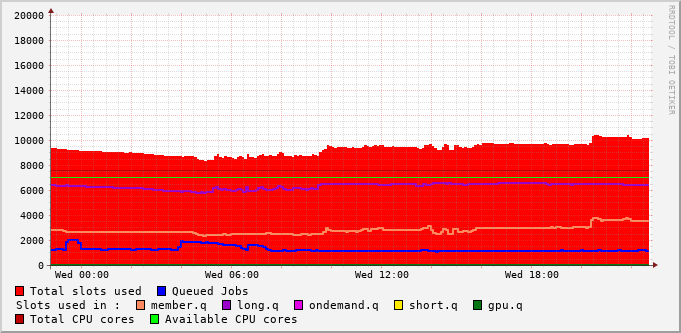 RRDTOOL / TOBI OETIKER
20000
18000
16000
14000
12000
10000
8000
6000
4000
2000
0
Wed 00:00 Wed 06:00 Wed 12:00 Wed 18:00
Total slots used Queued Jobs
Slots used in : member.q long.q ondemand.q short.q gpu.q
Total CPU cores Available CPU cores